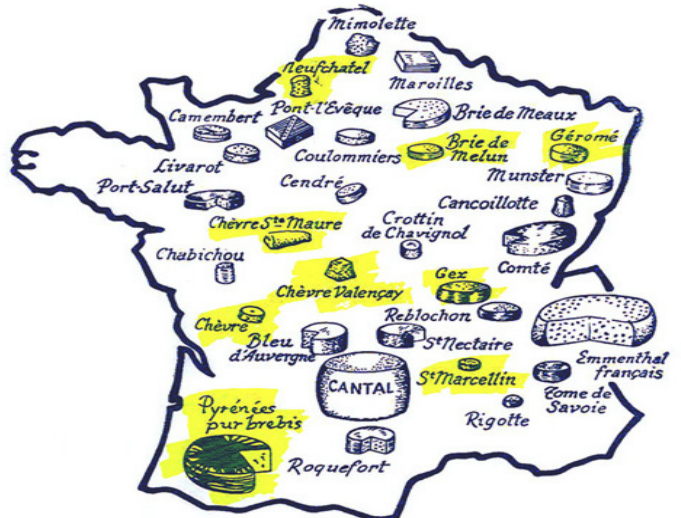 Mimolette
neufchatel
Maroilles
Camembert
Pont-l'Evêque
Brie de Meaux
Livarot
Coulommiers
Brie de
Melun
Géromé
Port-Salut
Cendré
Munster
Cancoillotte
Chèvre Ste Maure
Crottin
de Chavignol
Chabichou
Comté
Chèvre Valençay
Gex
Chèvre
Reblochon
Bleu
d'Auvergne
St Nectaire
Emmenthal
français
CANTAL
St Marcellin
Tome de
Savoie
Pyrénées
pur brebis
Rigotte
Roquefort